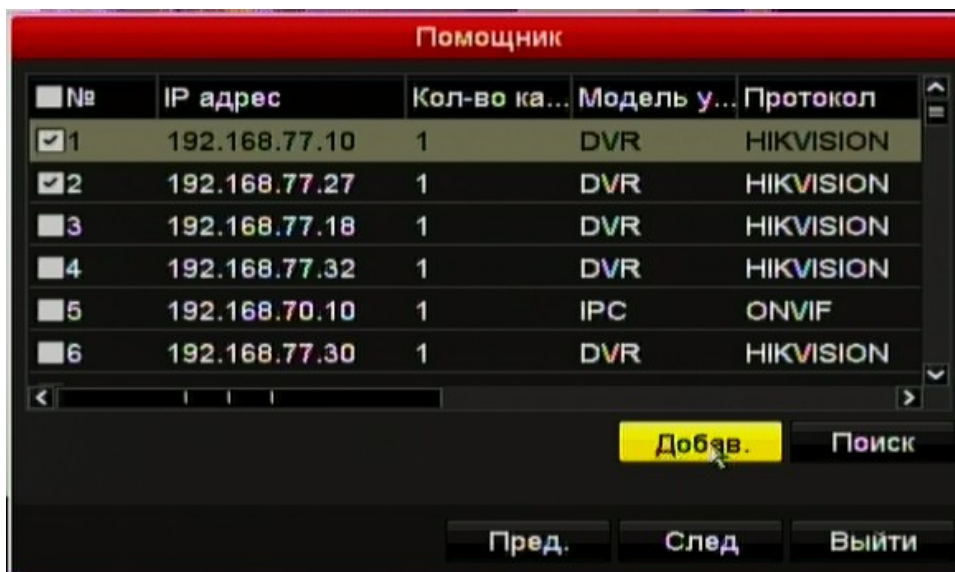 Помощник
№ IP адрес Кол-во ка... Модель у... Протокол
1 192.168.77.10 1 DVR HIKVISION
2 192.168.77.27 1 DVR HIKVISION
3 192.168.77.18 1 DVR HIKVISION
4 192.168.77.32 1 DVR HIKVISION
5 192.168.70.10 1 IPC ONVIF
6 192.168.77.30 1 DVR HIKVISION
Добав. Поиск
Пред. След Выйти